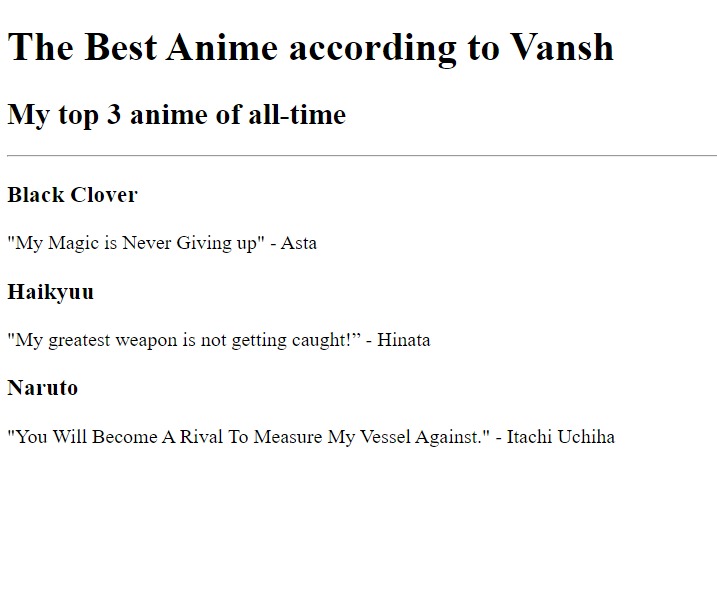 The Best Anime according to Vansh
My top 3 anime of all-time
Black Clover
"My Magic is Never Giving up" - Asta
Haikyuu
"My greatest weapon is not getting caught!” - Hinata
Naruto
"You Will Become A Rival To Measure My Vessel Against." - Itachi Uchiha